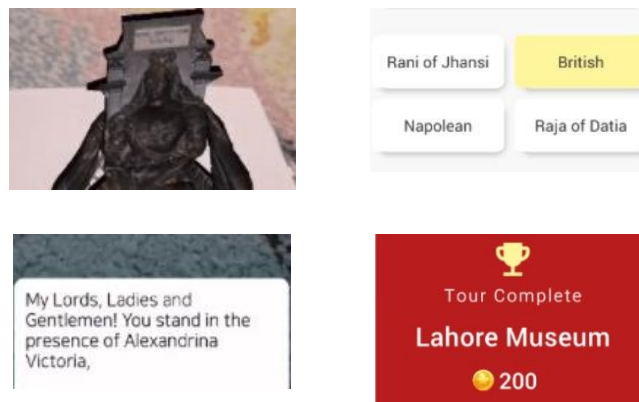 Rani of Jhansi
British
Napolean
Raja of Datia
My Lords, Ladies and
Gentlemen! You stand in the
presence of Alexandrina
Victoria,
Tour Complete
Lahore Museum
200